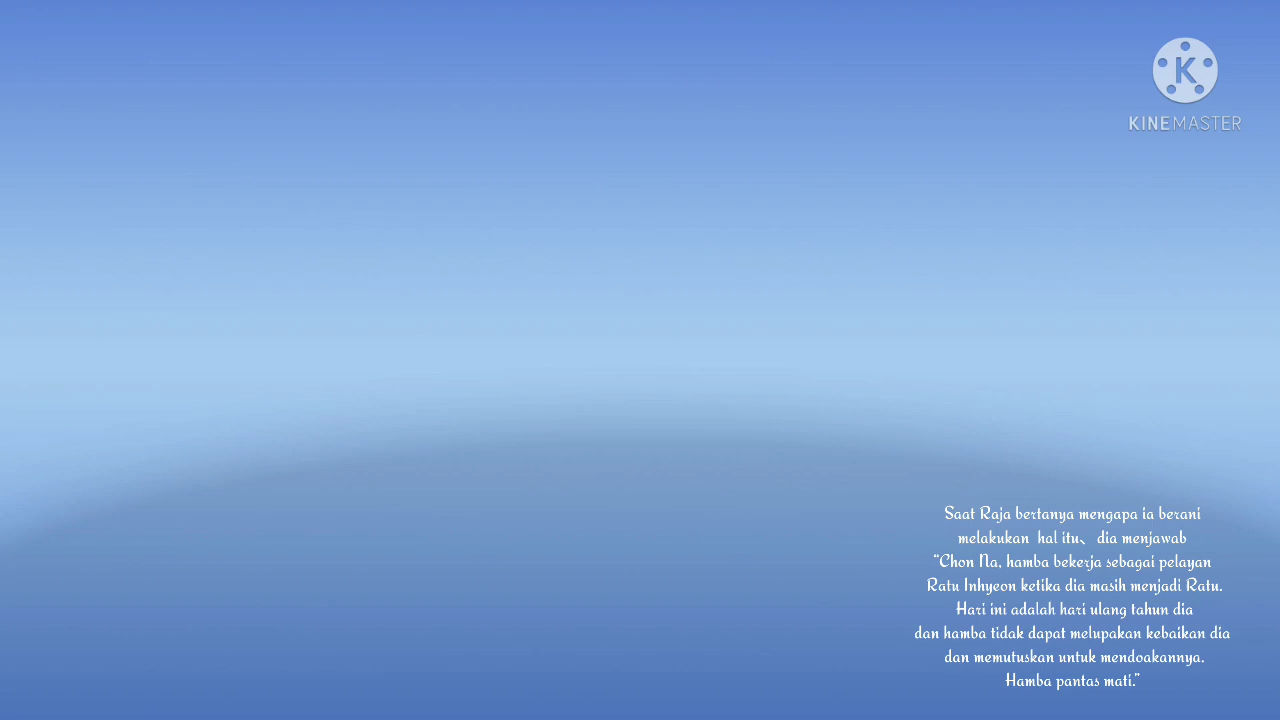 K
KINEMASTER
Saat Raja bertanya mengapa ia berani
melakukan hal itu、 dia menjawab
"Chon Na, hamba bekerja sebagai pelayan
Ratu Inhyeon ketika dia masih menjadi Ratu.
Hari ini adalah hari ulang tahun dia
dan hamba tidak dapat melupakan kebaikan dia
dan memutuskan untuk mendoakannya.
Hamba pantas mati."